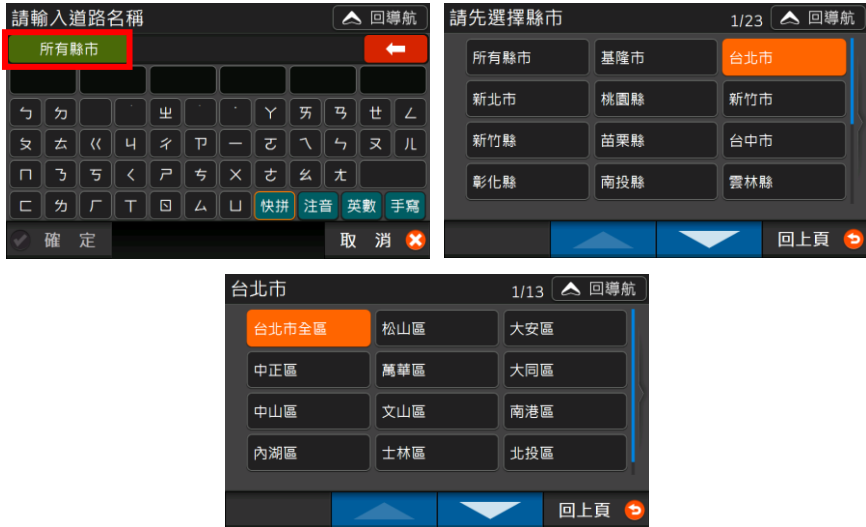 請輸入道路名稱 回導航
所有縣市
ㄅ ㄉ ㄓ ㄚ ㄞ ㄢ ㄝ ㄥ
ㄆ ㄊ ㄍ ㄐ ㄔ ㄗ ㄧ ㄛ ㄟ ㄣ ㄡ ㄦ
ㄇ ㄋ ㄎ ㄑ ㄕ ㄘ ㄨ ㄜ ㄠ ㄤ
ㄈ ㄌ ㄏ ㄒ ㄖ ㄙ ㄩ 快拼 注音 英數 手寫
確定 取消
請先選擇縣市 1/23 回導航
所有縣市 基隆市 台北市
新北市 桃園縣 新竹市
新竹縣 苗栗縣 台中市
彰化縣 南投縣 雲林縣
回上頁
台北市 1/13 回導航
台北市全區 松山區 大安區
中正區 萬華區 大同區
中山區 文山區 南港區
內湖區 士林區 北投區
回上頁